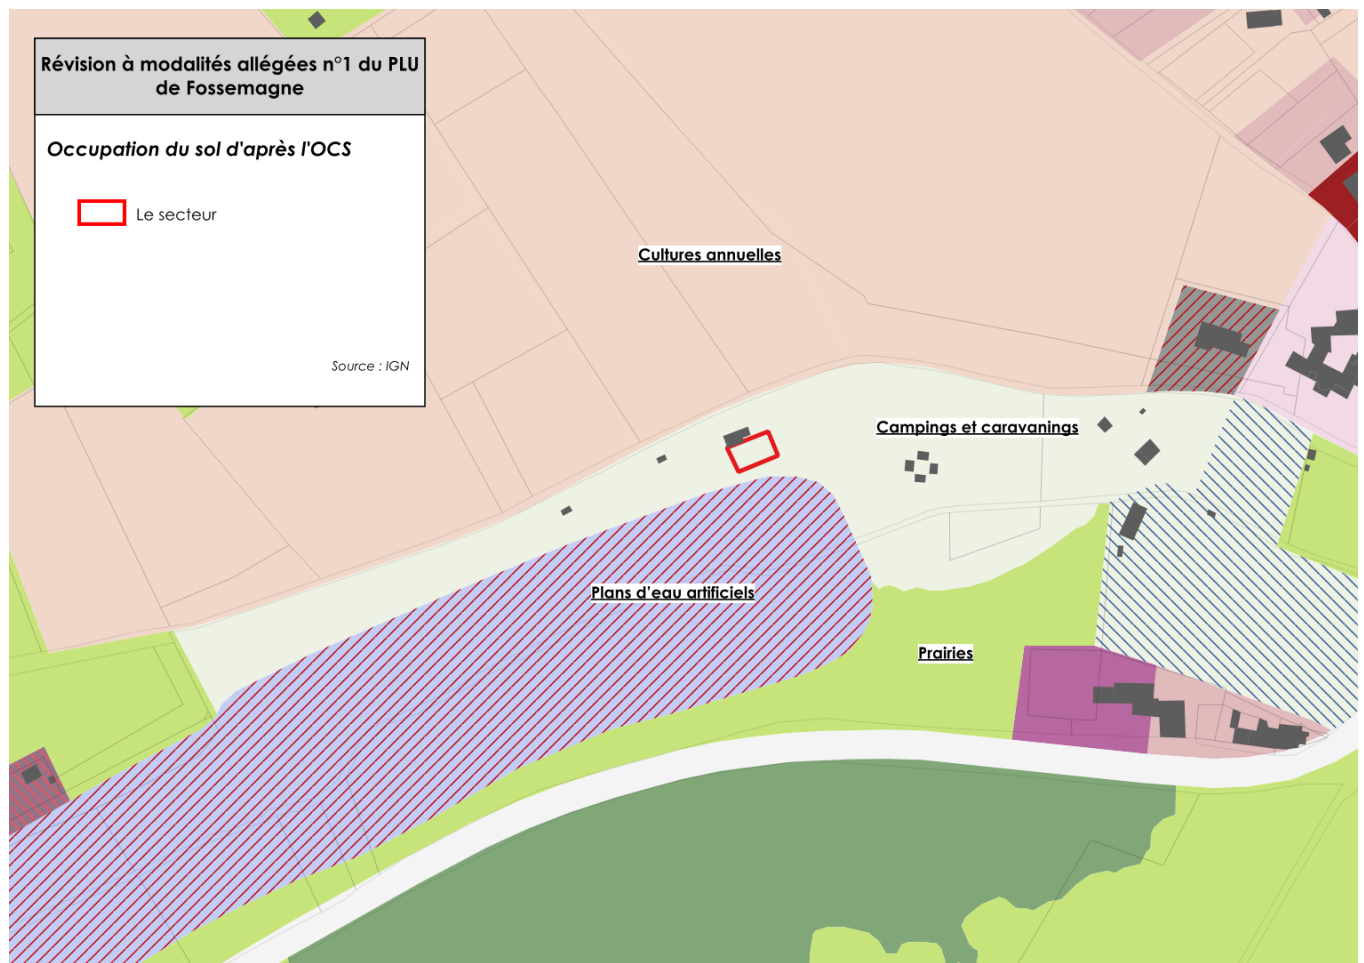 Révision à modalités allégées n°1 du PLU
de Fossemagne
Occupation du sol d'après l'OCS
Le secteur
Source : IGN
Cultures annuelles
Campings et caravanings
Plans d'eau artificiels
Prairies